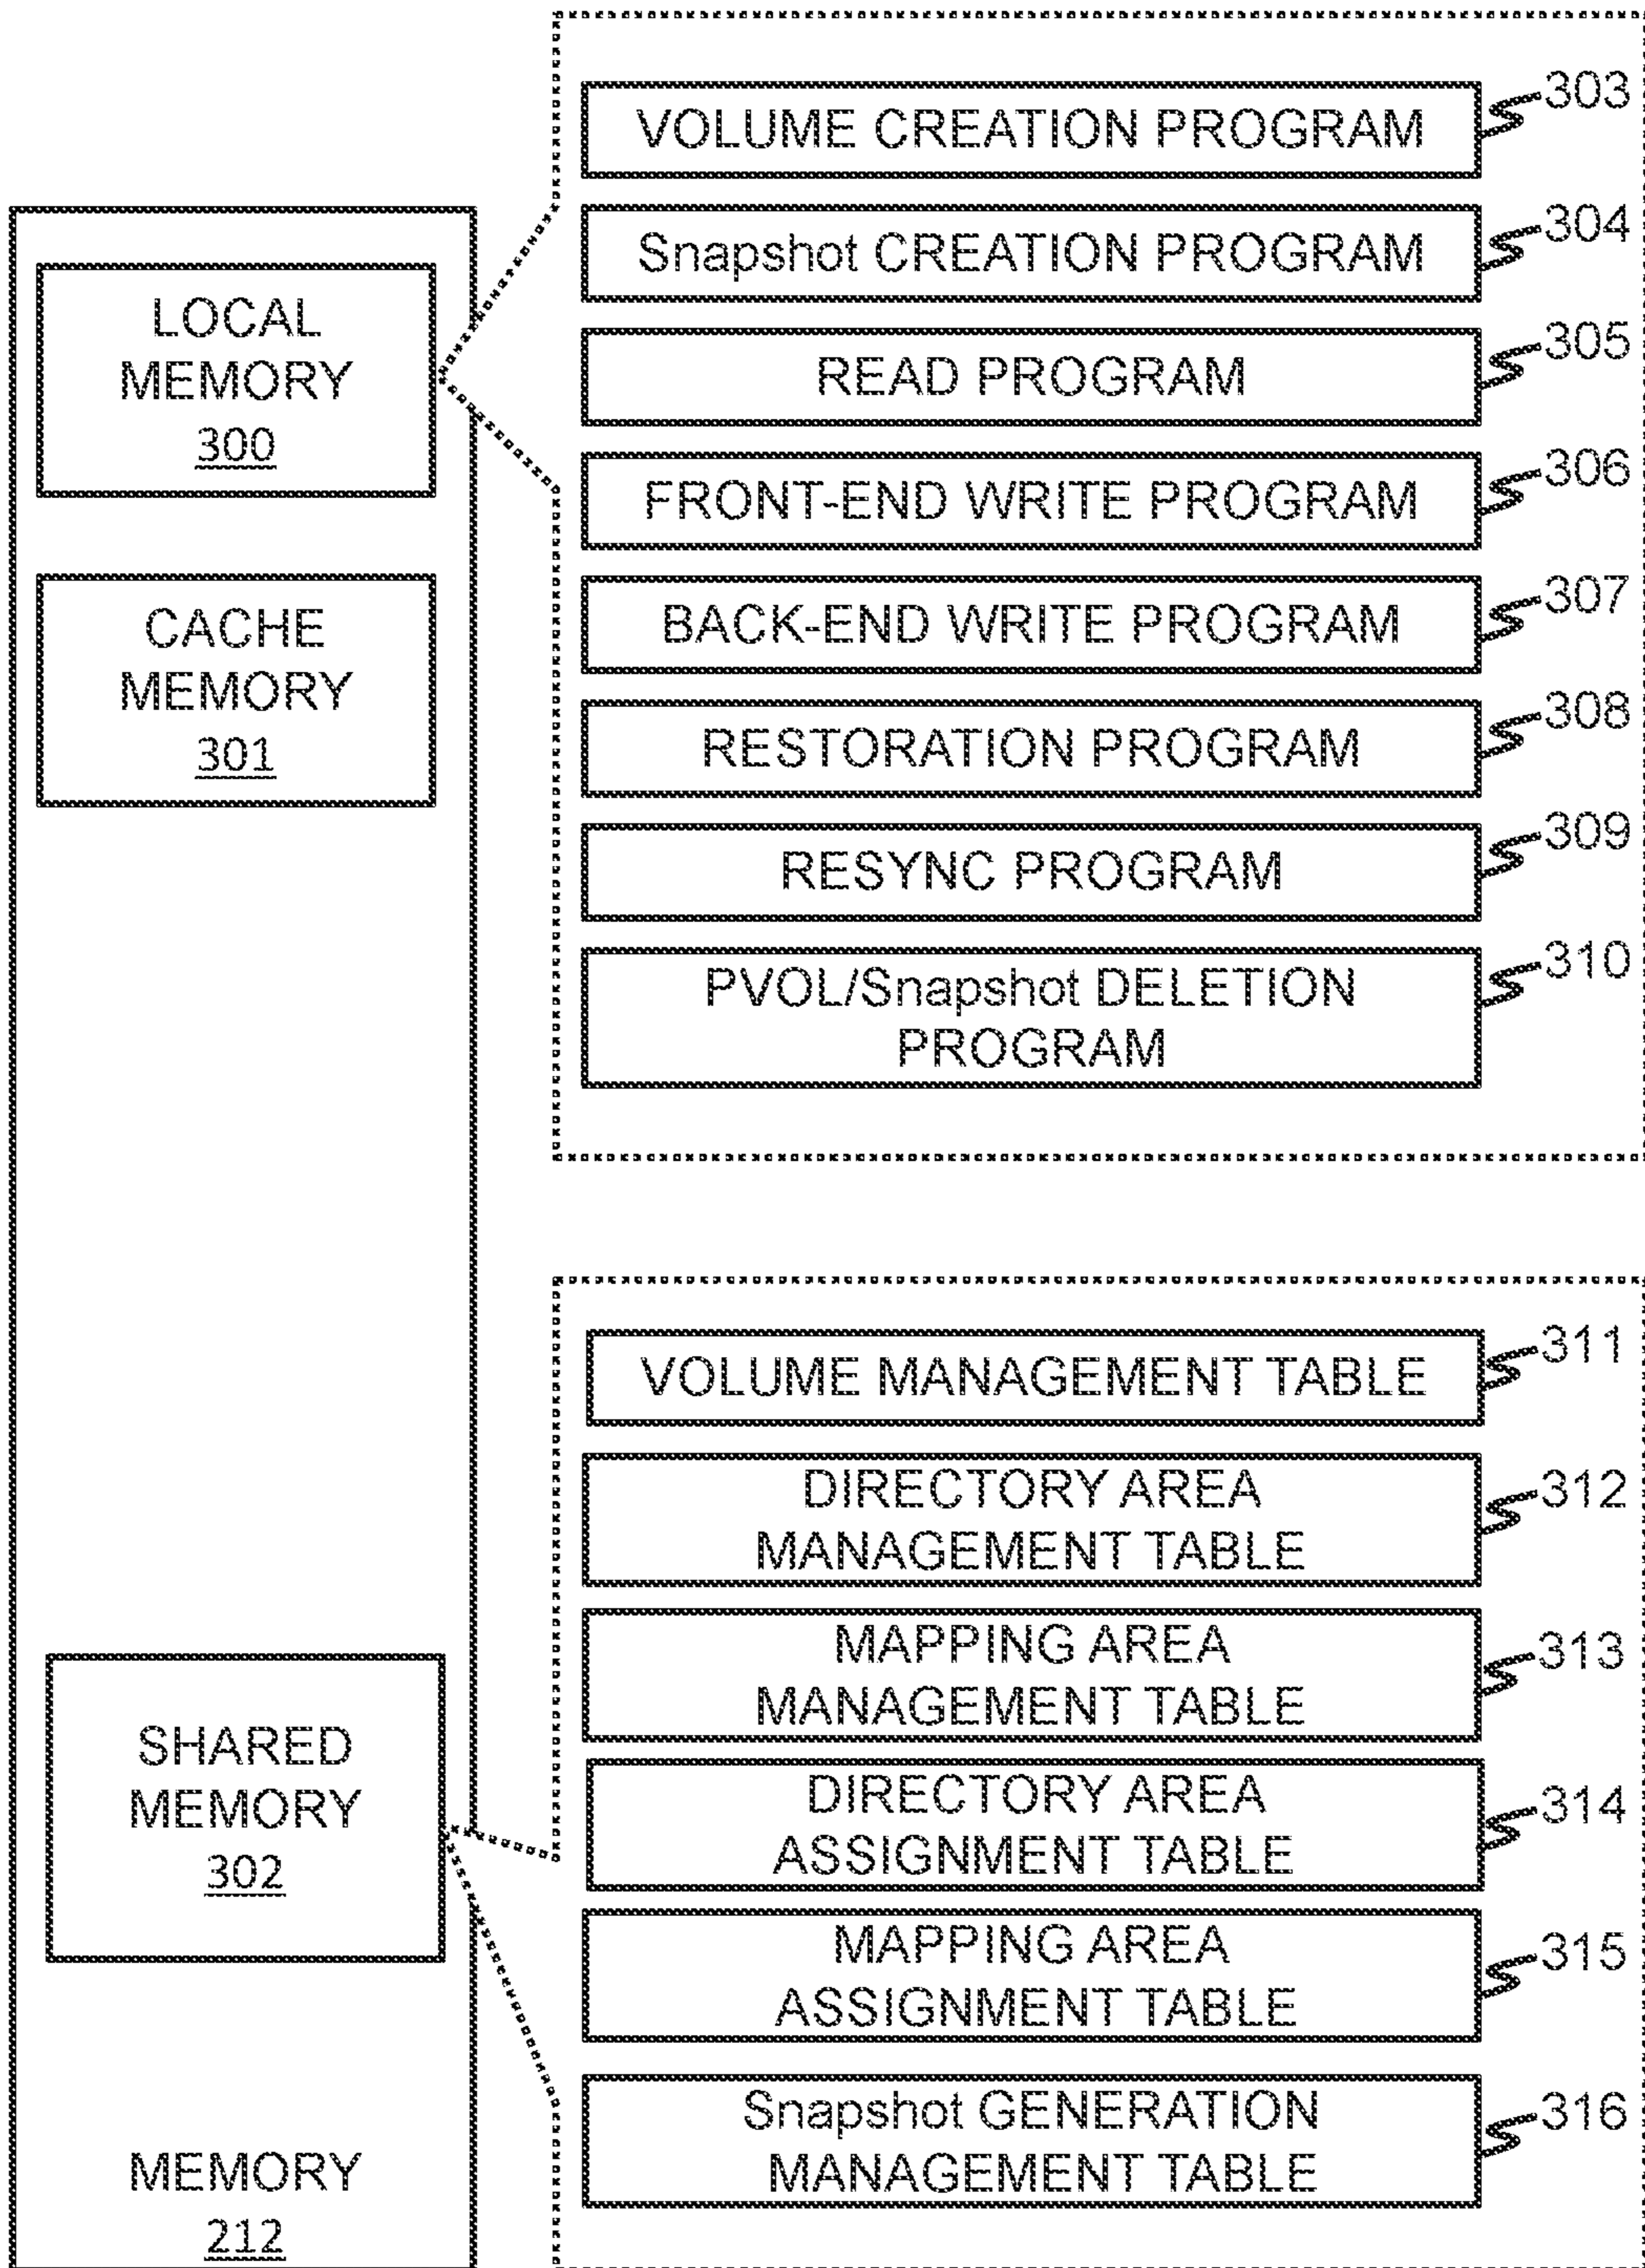 LOCAL
MEMORY
300
CACHE
MEMORY
301
SHARED
MEMORY
302
MEMORY
212
VOLUME CREATION PROGRAM
303
Snapshot CREATION PROGRAM
304
READ PROGRAM
305
FRONT-END WRITE PROGRAM
306
BACK-END WRITE PROGRAM
307
RESTORATION PROGRAM
308
RESYNC PROGRAM
309
PVOL/Snapshot DELETION
PROGRAM
310
VOLUME MANAGEMENT TABLE
311
DIRECTORY AREA
MANAGEMENT TABLE
312
MAPPING AREA
MANAGEMENT TABLE
313
DIRECTORY AREA
ASSIGNMENT TABLE
314
MAPPING AREA
ASSIGNMENT TABLE
315
Snapshot GENERATION
MANAGEMENT TABLE
316